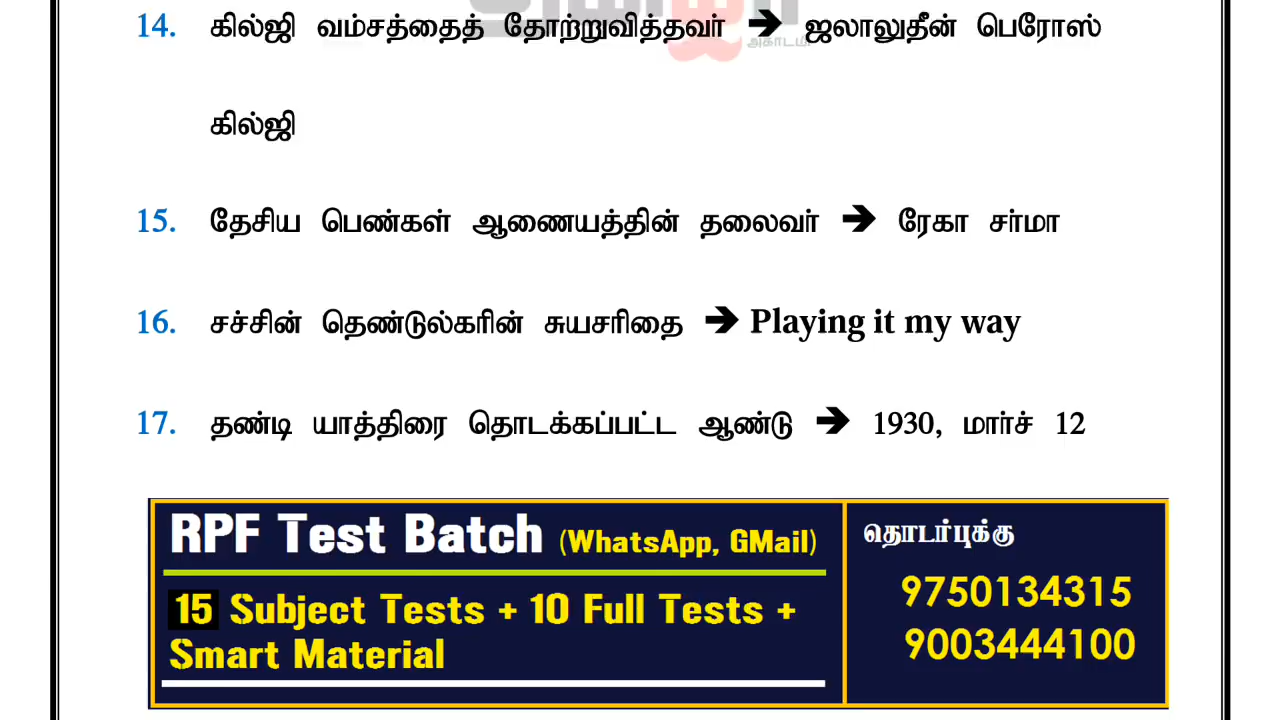 அகாடமி
14. கில்ஜி வம்சத்தைத் தோற்றுவித்தவர் ➔ ஜலாலுதீன் பெரோஸ்
கில்ஜி
15. தேசிய பெண்கள் ஆணையத்தின் தலைவர் ➔ ரேகா சர்மா
16. சச்சின் தெண்டுல்கரின் சுயசரிதை ➔ Playing it my way
17. தண்டி யாத்திரை தொடக்கப்பட்ட ஆண்டு ➔ 1930, மார்ச் 12
RPF Test Batch (WhatsApp, GMail)
15 Subject Tests + 10 Full Tests +
Smart Material
தொடர்புக்கு
9750134315
9003444100